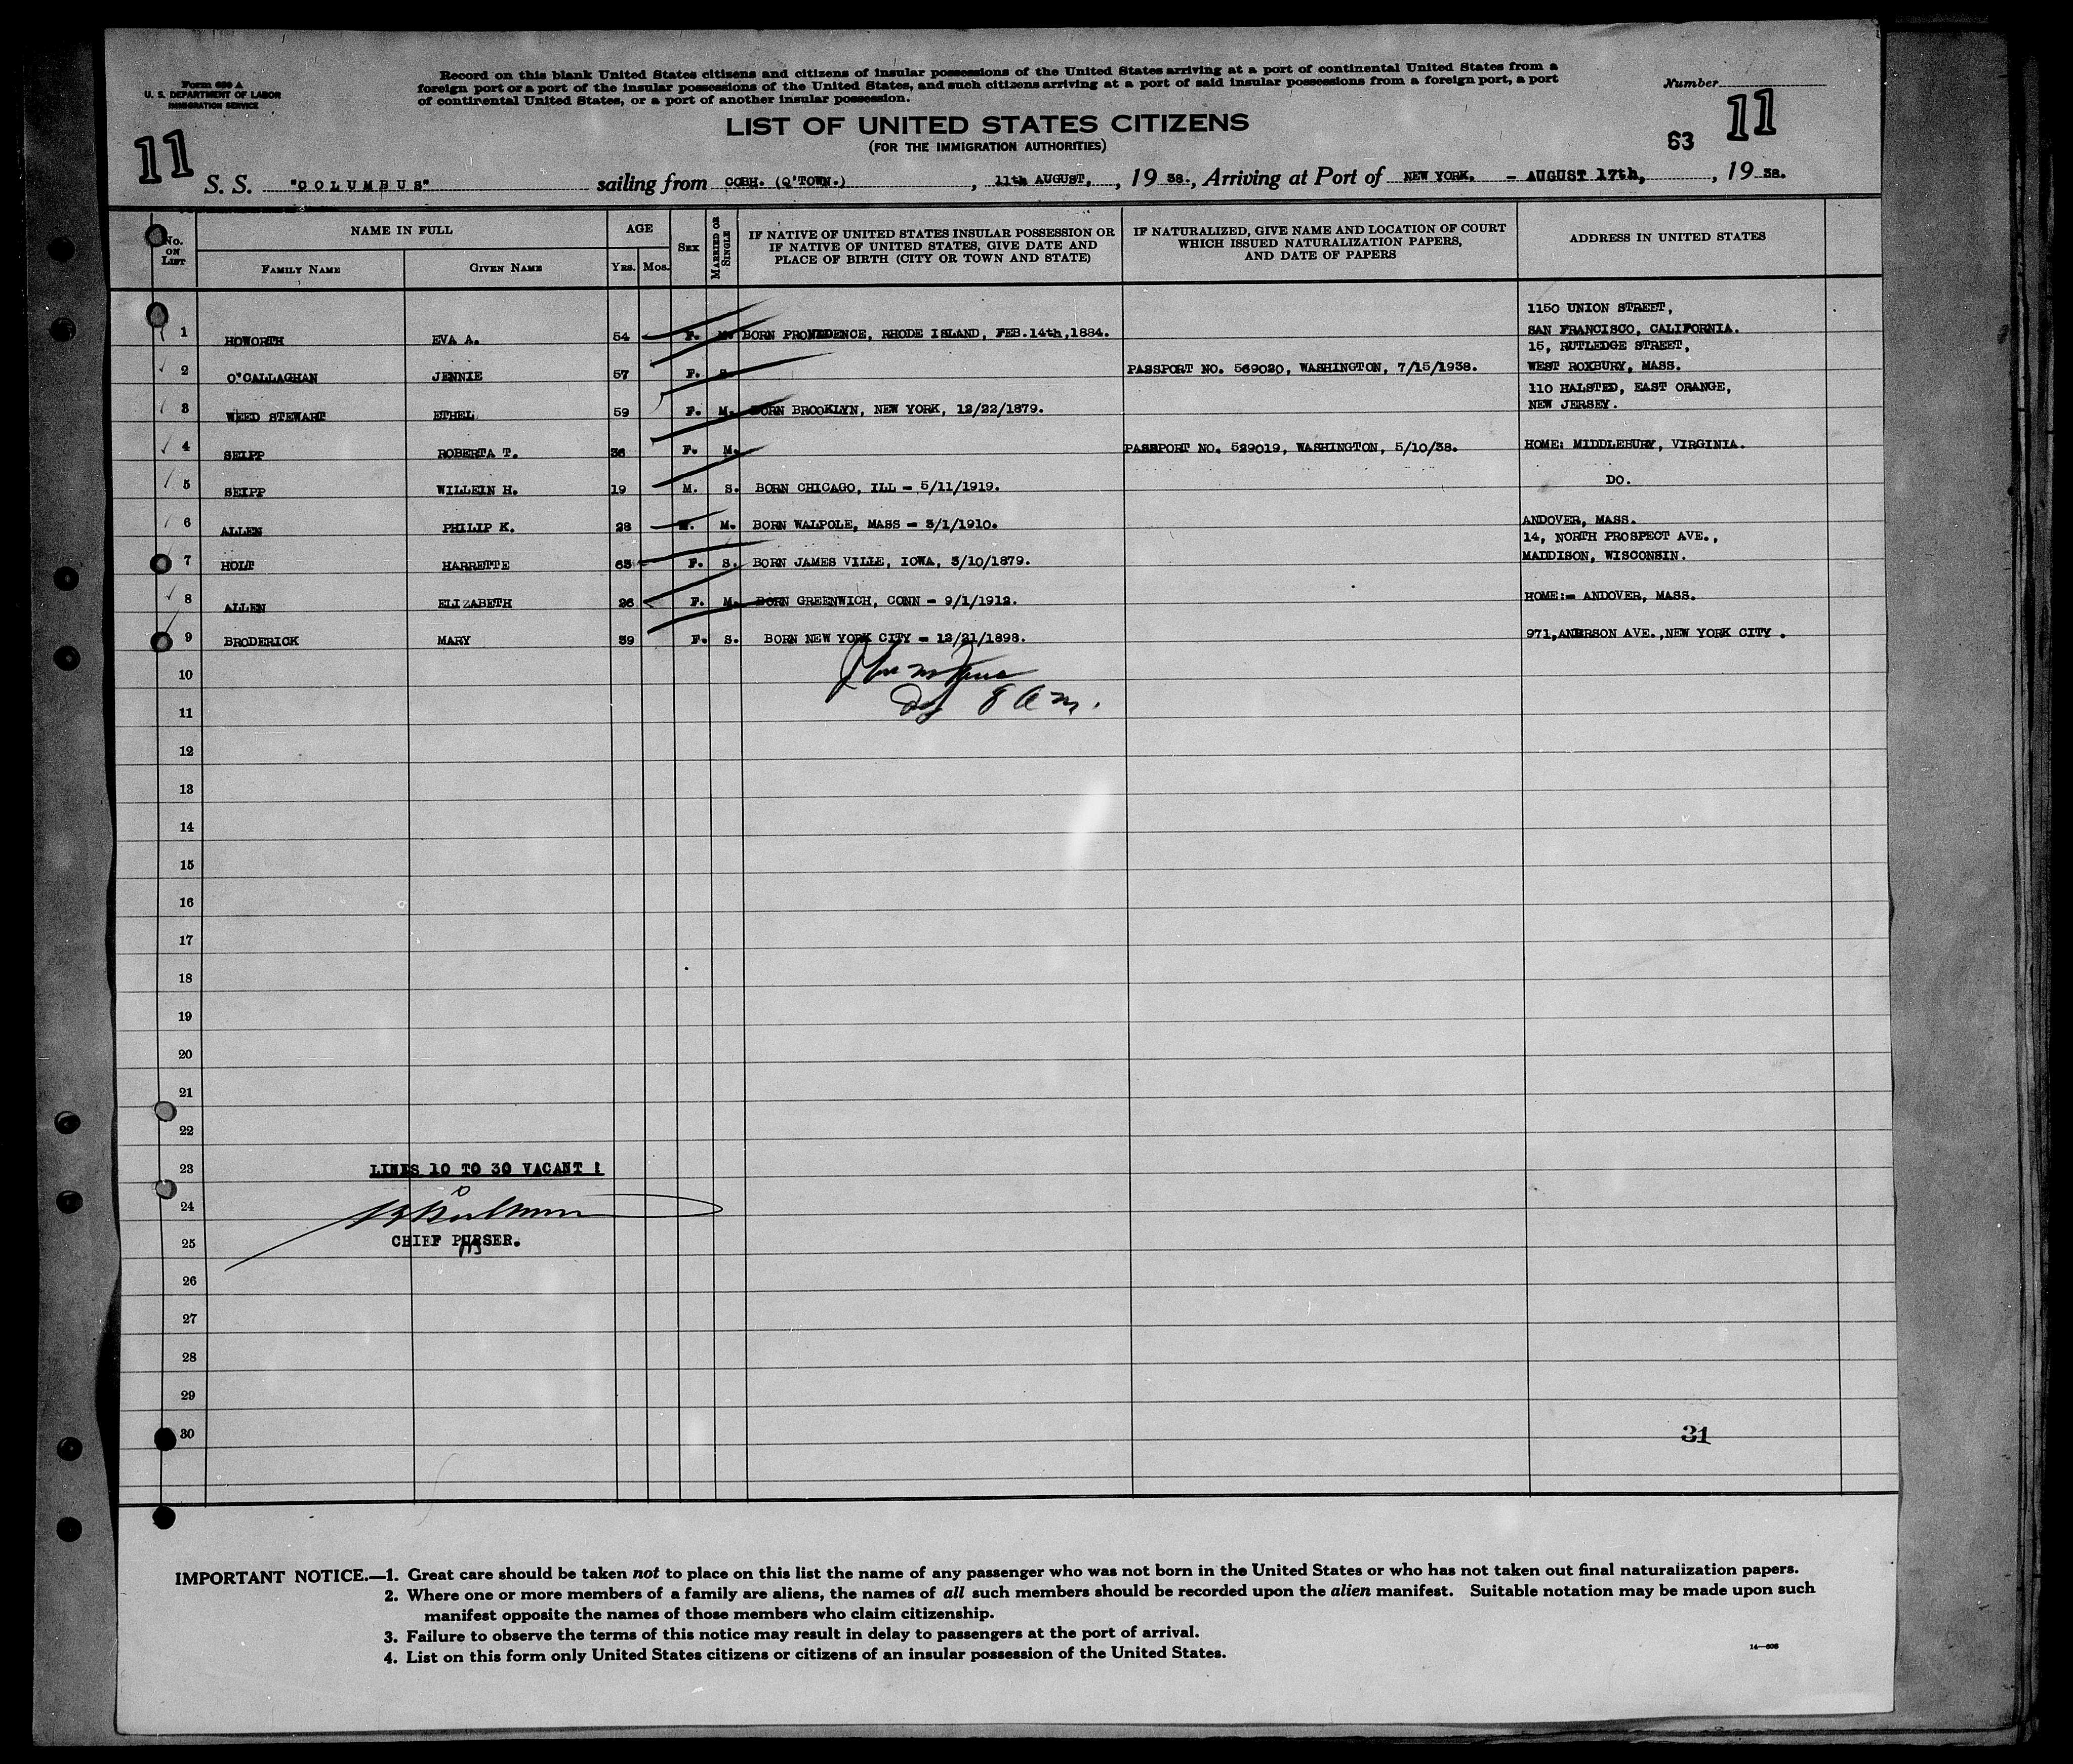 Form 630 A
U. S. DEPARTMENT OF LABOR
IMMIGRATION SERVICE
Record on this blank United States citizens and citizens of insular possessions of the United States arriving at a port of continental United States from a
foreign port or a port of the insular possessions of the United States, and such citizens arriving at a port of said insular possessions from a foreign port, a port
of continental United States, or a port of another insular possession.
Number
LIST OF UNITED STATES CITIZENS
(FOR THE IMMIGRATION AUTHORITIES)
11
63
11
S. S. "COLUMBUS" sailing from COBH. (Q'TOWN.), 11th AUGUST, , 19 38., Arriving at Port of NEW YORK. - AUGUST 17th, , 19 38.
No. ON LIST NAME IN FULL AGE SEX MARRIED OR SINGLE IF NATIVE OF UNITED STATES INSULAR POSSESSION OR IF NATIVE OF UNITED STATES, GIVE DATE AND PLACE OF BIRTH (CITY OR TOWN AND STATE) IF NATURALIZED, GIVE NAME AND LOCATION OF COURT WHICH ISSUED NATURALIZATION PAPERS, AND DATE OF PAPERS ADDRESS IN UNITED STATES
FAMILY NAME GIVEN NAME YRS. MOS.
1 HOWORTH EVA A. 54 F. M. BORN PROVIDENCE, RHODE ISLAND, FEB.14th,1884. 1150 UNION STREET, SAN FRANCISCO, CALIFORNIA.
2 O'CALLAGHAN JENNIE 57 F. S. PASSPORT NO. 569020, WASHINGTON, 7/15/1938. 15, RUTLEDGE STREET, WEST ROXBURY, MASS.
3 WEED STEWART ETHEL 59 F. M. BORN BROOKLYN, NEW YORK, 12/22/1879. 110 HALSTED, EAST ORANGE, NEW JERSEY.
4 SEIPP ROBERTA T. 36 F. M. PASSPORT NO. 529019, WASHINGTON, 5/10/38. HOME: MIDDLEBURY, VIRGINIA.
5 SEIPP WILLEIN H. 19 M. S. BORN CHICAGO, ILL - 5/11/1919. DO.
6 ALLEN PHILIP K. 28 M. M. BORN WALPOLE, MASS - 3/1/1910. ANDOVER, MASS.
7 HOLT HARRETTE 63 F. S. BORN JAMES VILLE, IOWA, 3/10/1879. 14, NORTH PROSPECT AVE., MADDISON, WISCONSIN.
8 ALLEN ELIZABETH 26 F. M. BORN GREENWICH, CONN - 9/1/1912. HOME:- ANDOVER, MASS.
9 BRODERICK MARY 39 F. S. BORN NEW YORK CITY - 12/21/1898. 971,ANERSON AVE.,NEW YORK CITY .
10
11 8 am.
12
13
14
15
16
17
18
19
20
21
22
23 LINES 10 TO 30 VACANT !
24
25 CHIEF PURSER.
26
27
28
29
30 31
IMPORTANT NOTICE.—1. Great care should be taken not to place on this list the name of any passenger who was not born in the United States or who has not taken out final naturalization papers.
2. Where one or more members of a family are aliens, the names of all such members should be recorded upon the alien manifest. Suitable notation may be made upon such
manifest opposite the names of those members who claim citizenship.
3. Failure to observe the terms of this notice may result in delay to passengers at the port of arrival.
4. List on this form only United States citizens or citizens of an insular possession of the United States.
14—608